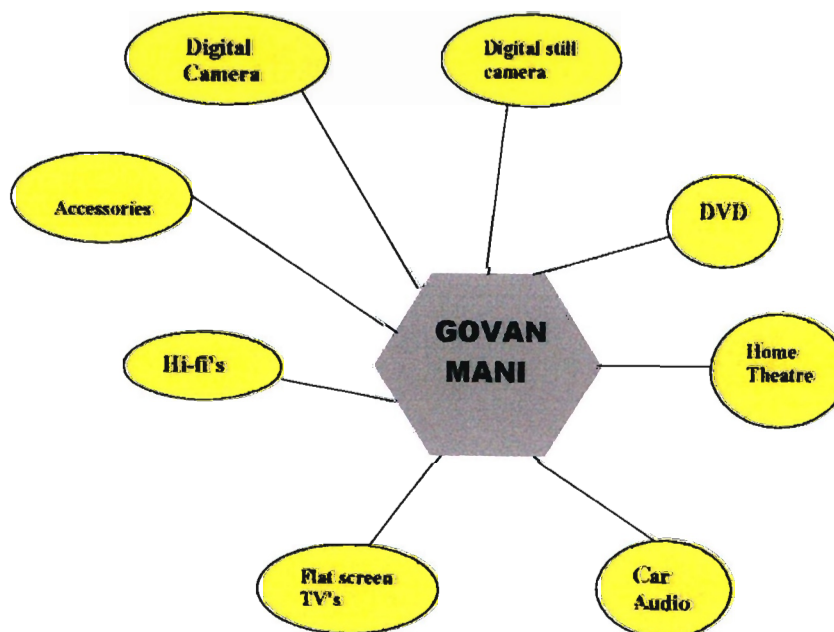 Digital
Camera
Digital still
camera
Accessories
DVD
GOVAN
MANI
Hi-fi's
Home
Theatre
Flat screen
TV's
Car
Audio